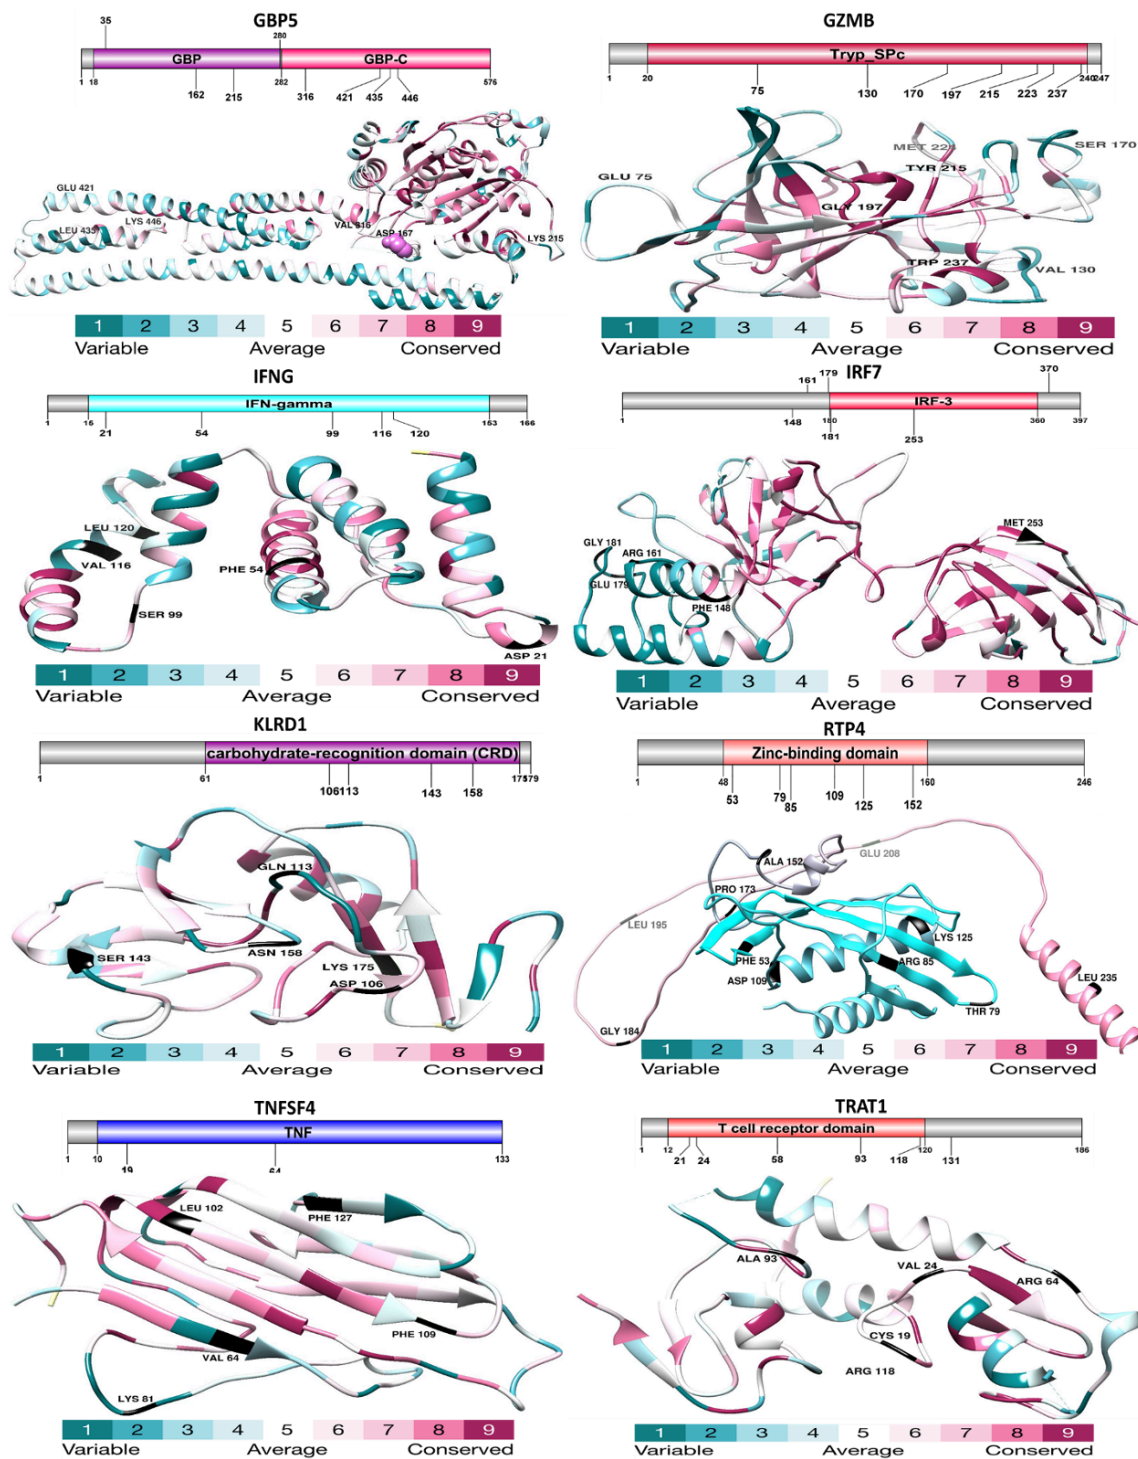 GBP5
35
280
GBP
GBP-C
1 18 282 576
162 215 316 421 435 446
GLU 421
LYS 446
LEU 435
VAL 316
ASP 167
LYS 215
1 2 3 4 5 6 7 8 9
Variable Average Conserved
GZMB
Tryp_SPc
1 20 240 247
75 130 170 197 215 223 237
GLU 75
MET 224
SER 170
TYR 215
GLY 197
TRP 237
VAL 130
1 2 3 4 5 6 7 8 9
Variable Average Conserved
IFNG
IFN-gamma
1 16 153 166
21 54 99 116 120
LEU 120
VAL 116
PHE 54
SER 99
ASP 21
1 2 3 4 5 6 7 8 9
Variable Average Conserved
IRF7
161 179 370
IRF-3
1 180 360 397
148 181 253
MET 253
GLY 181
ARG 161
GLU 179
PHE 148
1 2 3 4 5 6 7 8 9
Variable Average Conserved
KLRD1
carbohydrate-recognition domain (CRD)
1 61 175 179
106 113 143 158
GLN 113
SER 143
ASN 158
LYS 175
ASP 106
1 2 3 4 5 6 7 8 9
Variable Average Conserved
RTP4
Zinc-binding domain
1 48 160 246
53 79 85 109 125 152
GLU 208
ALA 152
PRO 173
LEU 195
LYS 125
PHE 53
ARG 85
ASP 109
LEU 235
THR 79
GLY 184
1 2 3 4 5 6 7 8 9
Variable Average Conserved
TNFSF4
TNF
1 10 133
19 64
LEU 102
PHE 127
PHE 109
VAL 64
LYS 81
1 2 3 4 5 6 7 8 9
Variable Average Conserved
TRAT1
T cell receptor domain
1 12 120 186
21 24 58 93 118 131
ALA 93
VAL 24
ARG 64
CYS 19
ARG 118
1 2 3 4 5 6 7 8 9
Variable Average Conserved